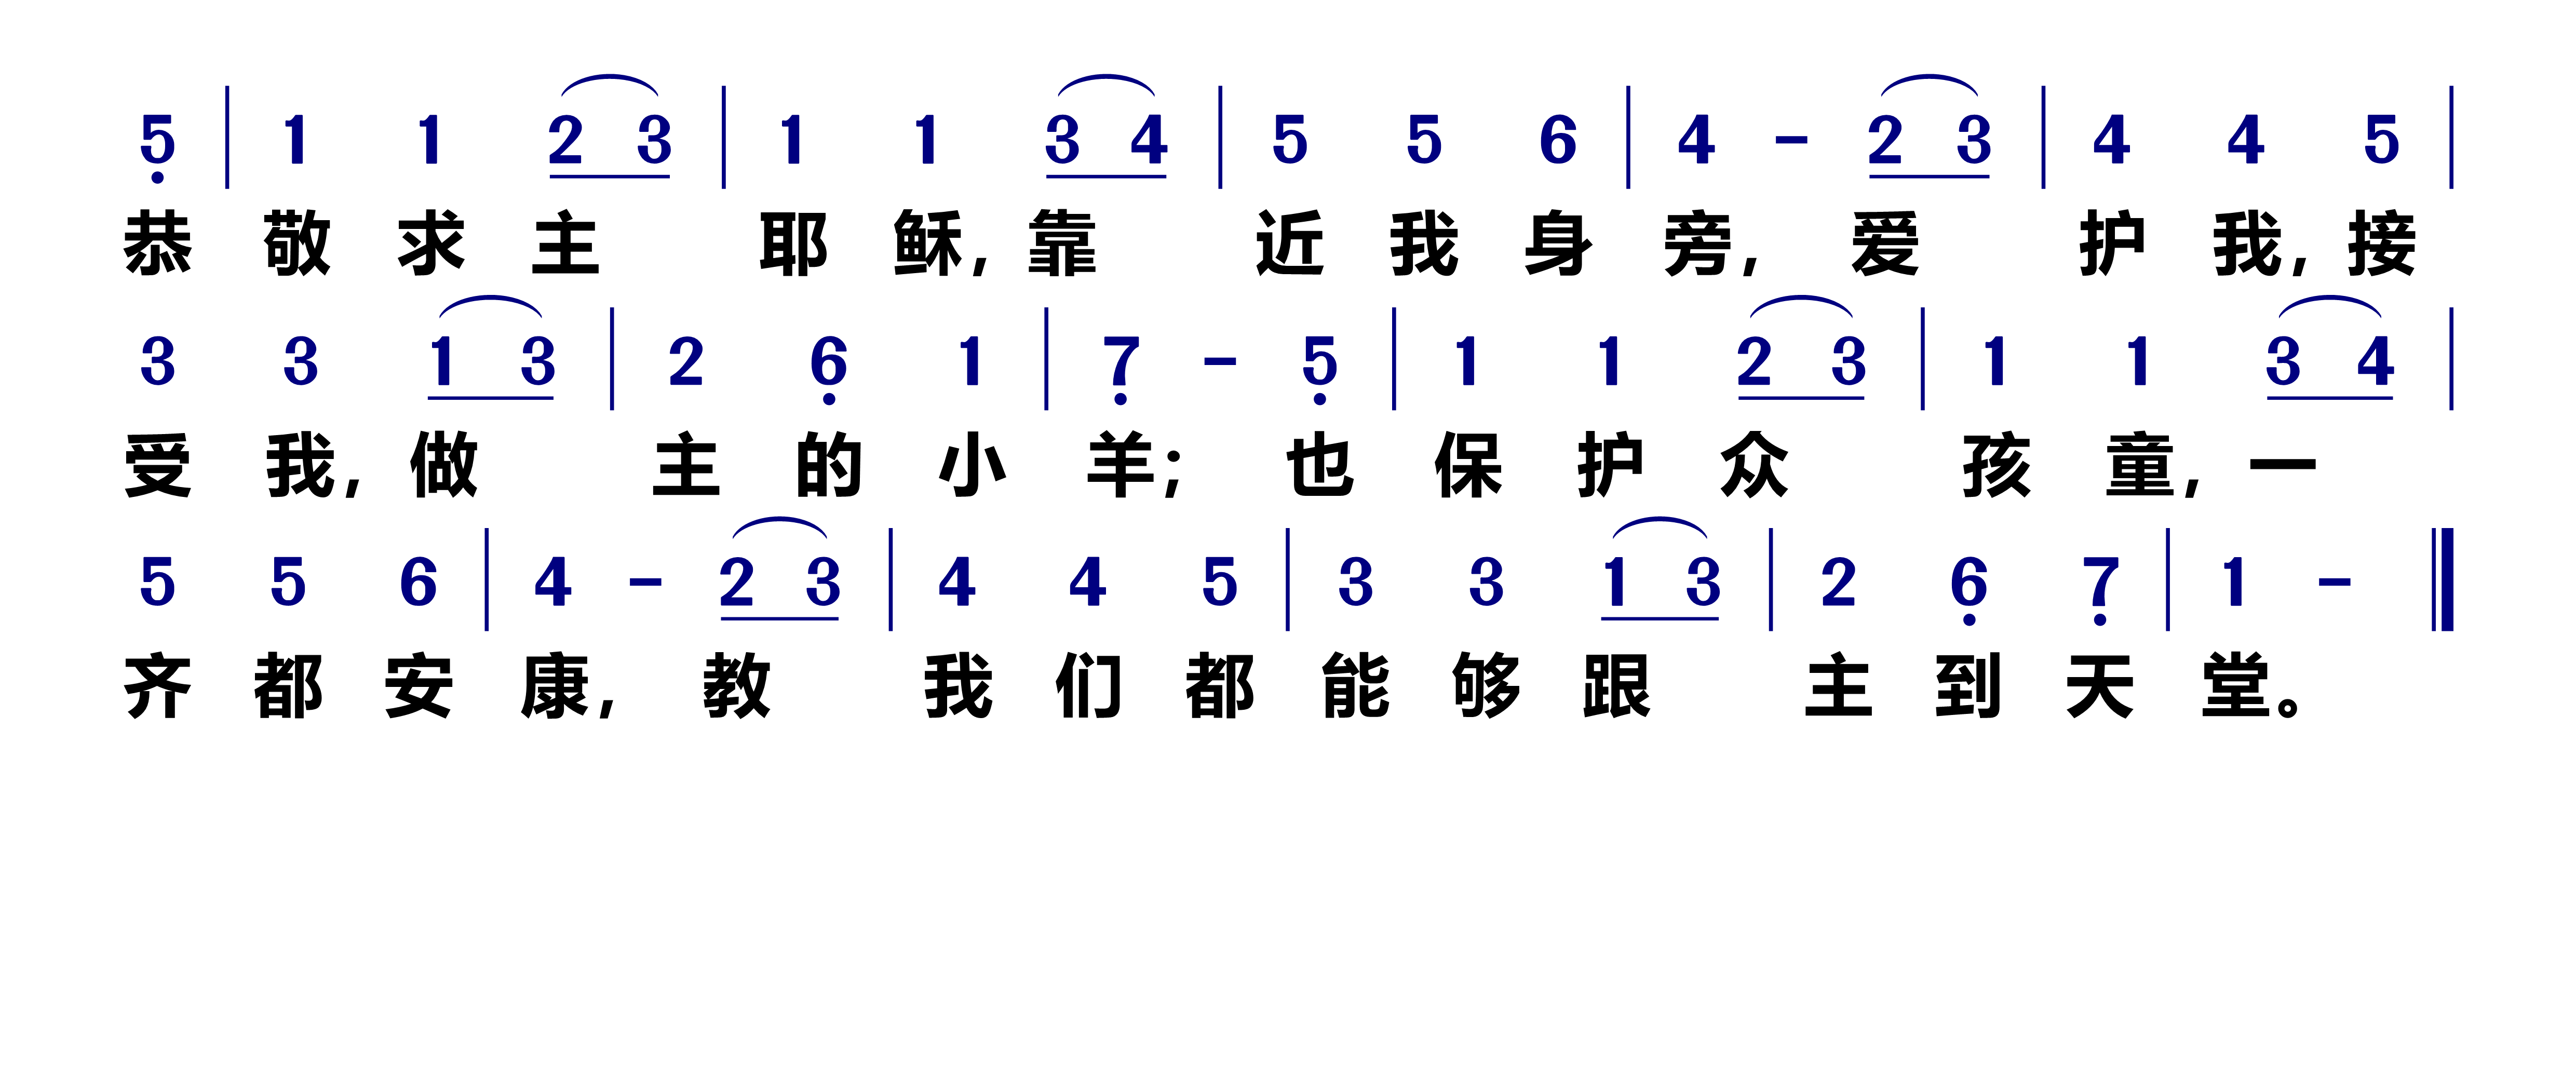 5 | 1 1 2 3 | 1 1 3 4 | 5 5 6 | 4 - 2 3 | 4 4 5 |
恭 敬 求 主 耶 稣, 靠 近 我 身 旁, 爱 护 我, 接
3 3 1 3 | 2 6 1 | 7 - 5 | 1 1 2 3 | 1 1 3 4 |
受 我, 做 主 的 小 羊; 也 保 护 众 孩 童, 一
5 5 6 | 4 - 2 3 | 4 4 5 | 3 3 1 3 | 2 6 7 | 1 - ‖
齐 都 安 康, 教 我 们 都 能 够 跟 主 到 天 堂。